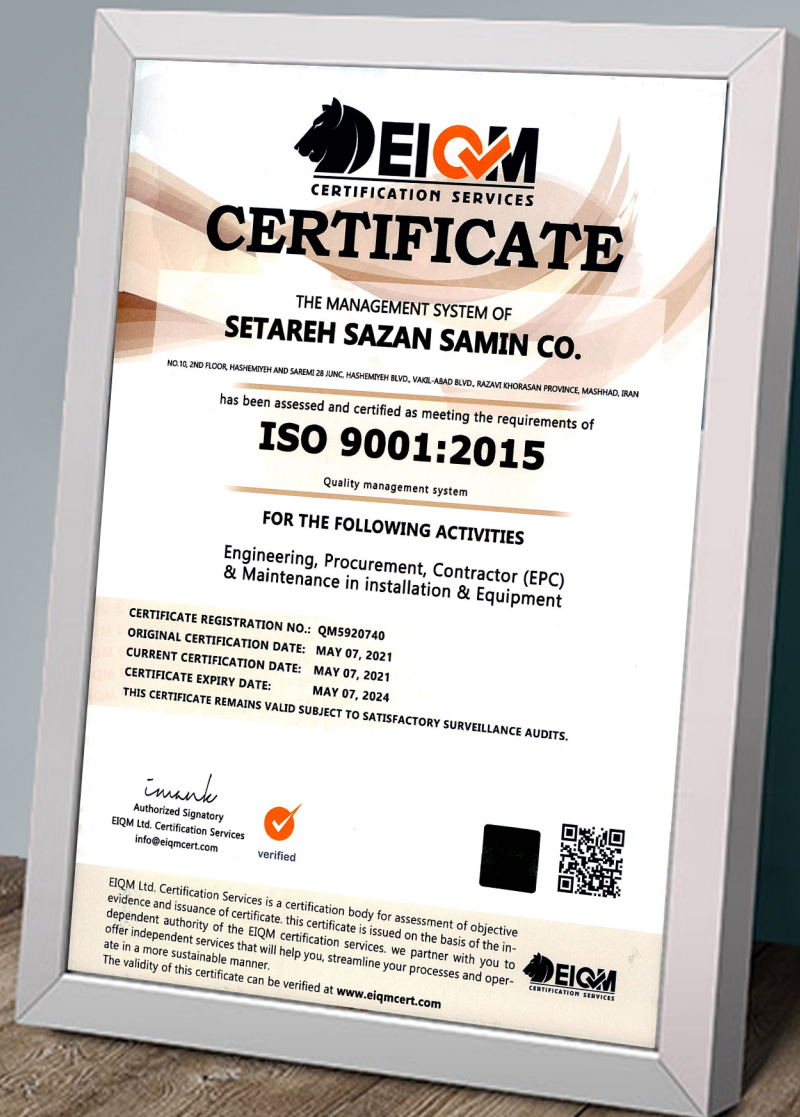 EIQM
CERTIFICATION SERVICES
CERTIFICATE
THE MANAGEMENT SYSTEM OF
SETAREH SAZAN SAMIN CO.
NO.10, 2ND FLOOR, HASHEMIYEH AND SAREMI 28 JUNC, HASHEMIYEH BLVD., VAKIL-ABAD BLVD., RAZAVI KHORASAN PROVINCE, MASHHAD, IRAN
has been assessed and certified as meeting the requirements of
ISO 9001:2015
Quality management system
FOR THE FOLLOWING ACTIVITIES
Engineering, Procurement, Contractor (EPC)
& Maintenance in installation & Equipment
CERTIFICATE REGISTRATION NO.: QM5920740
ORIGINAL CERTIFICATION DATE: MAY 07, 2021
CURRENT CERTIFICATION DATE: MAY 07, 2021
CERTIFICATE EXPIRY DATE: MAY 07, 2024
THIS CERTIFICATE REMAINS VALID SUBJECT TO SATISFACTORY SURVEILLANCE AUDITS.
Authorized Signatory
EIQM Ltd. Certification Services
info@eiqmcert.com
verified
EIQM Ltd. Certification Services is a certification body for assessment of objective
evidence and issuance of certificate. this certificate is issued on the basis of the in-
dependent authority of the EIQM certification services. we partner with you to
offer independent services that will help you, streamline your processes and oper-
ate in a more sustainable manner.
The validity of this certificate can be verified at www.eiqmcert.com
EIQM
CERTIFICATION SERVICES